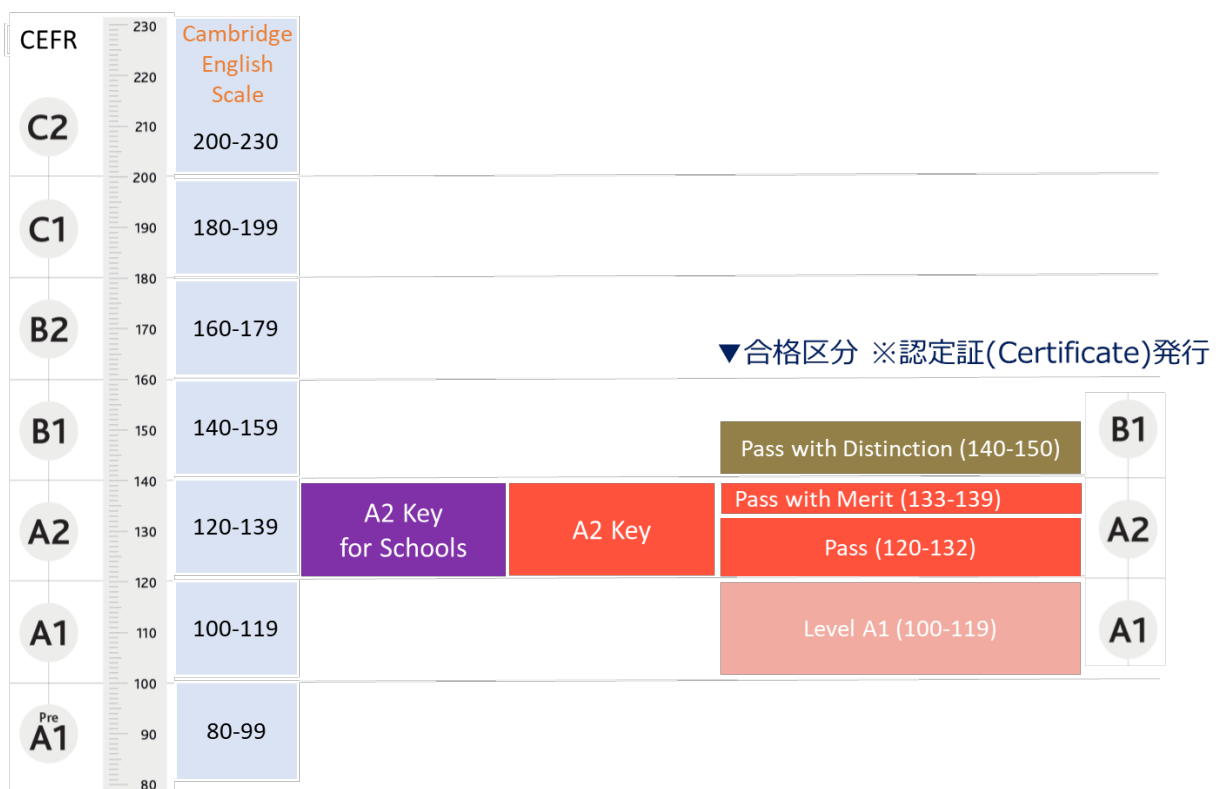 CEFR
C2
C1
B2
B1
A2
A1
Pre
A1
230
220
210
200
190
180
170
160
150
140
130
120
110
100
90
80
Cambridge
English
Scale
200-230
180-199
160-179
140-159
120-139
100-119
80-99
A2 Key
for Schools
A2 Key
▼合格区分 ※認定証(Certificate)発行
Pass with Distinction (140-150)
Pass with Merit (133-139)
Pass (120-132)
Level A1 (100-119)
B1
A2
A1